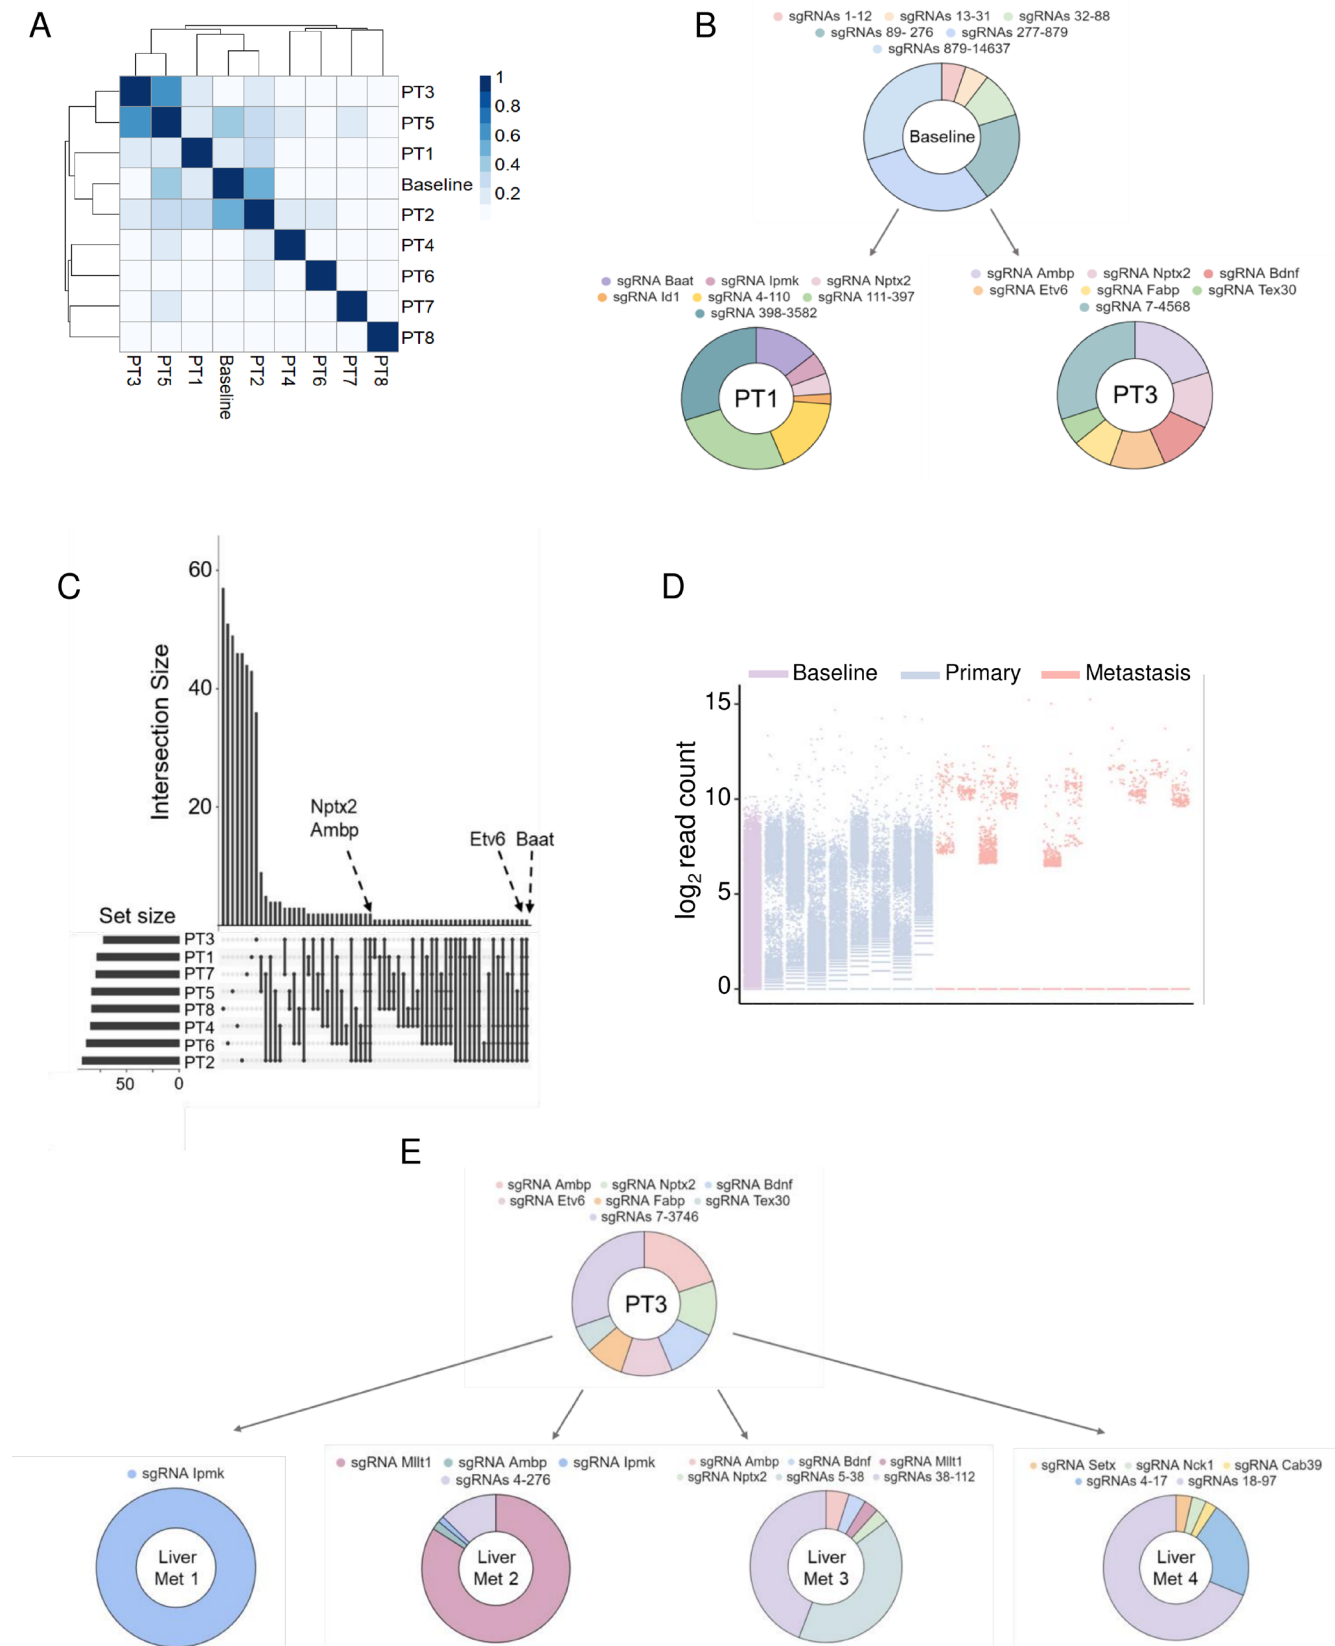 A
1
0.8
0.6
0.4
0.2
PT3
PT5
PT1
Baseline
PT2
PT4
PT6
PT7
PT8
PT3 PT5 PT1 Baseline PT2 PT4 PT6 PT7 PT8
B
sgRNAs 1-12 sgRNAs 13-31 sgRNAs 32-88
sgRNAs 89- 276 sgRNAs 277-879
sgRNAs 879-14637
Baseline
sgRNA Baat sgRNA Ipmk sgRNA Nptx2
sgRNA Id1 sgRNA 4-110 sgRNA 111-397
sgRNA 398-3582
PT1
sgRNA Ambp sgRNA Nptx2 sgRNA Bdnf
sgRNA Etv6 sgRNA Fabp sgRNA Tex30
sgRNA 7-4568
PT3
C
60
40
20
Intersection Size
Nptx2
Ambp
Etv6 Baat
Set size
PT3
PT1
PT7
PT5
PT8
PT4
PT6
PT2
50 0
D
Baseline Primary Metastasis
15
10
5
0
log2 read count
E
sgRNA Ambp sgRNA Nptx2 sgRNA Bdnf
sgRNA Etv6 sgRNA Fabp sgRNA Tex30
sgRNAs 7-3746
PT3
sgRNA Ipmk
Liver
Met 1
sgRNA Mllt1 sgRNA Ambp sgRNA Ipmk
sgRNAs 4-276
Liver
Met 2
sgRNA Ambp sgRNA Bdnf sgRNA Mllt1
sgRNA Nptx2 sgRNAs 5-38 sgRNAs 38-112
Liver
Met 3
sgRNA Setx sgRNA Nck1 sgRNA Cab39
sgRNAs 4-17 sgRNAs 18-97
Liver
Met 4